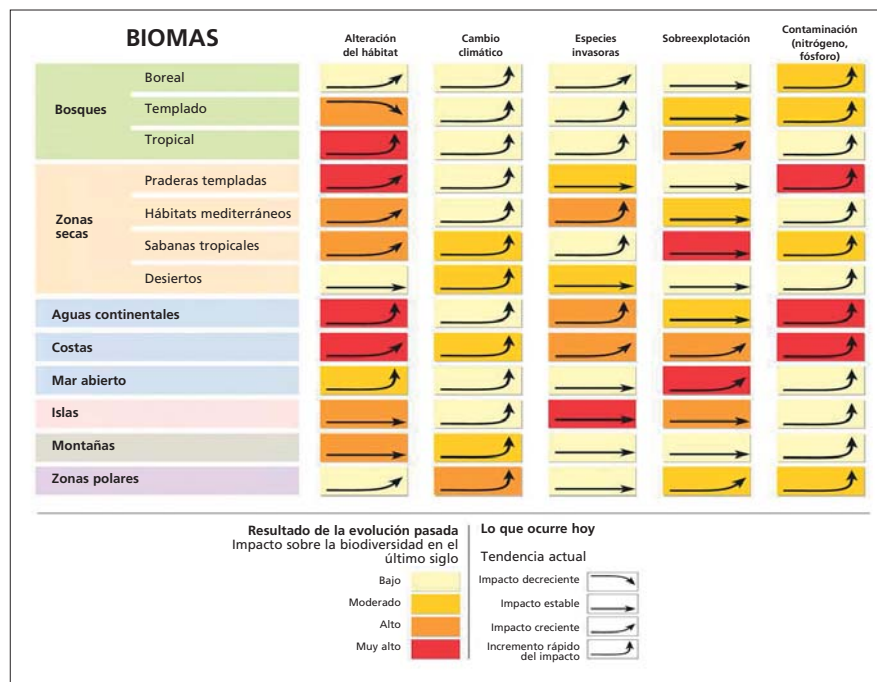 BIOMAS
Alteración
del hábitat
Cambio
climático
Especies
invasoras
Sobreexplotación
Contaminación
(nitrógeno,
fósforo)
Bosques
Boreal
Templado
Tropical
Zonas
secas
Praderas templadas
Hábitats mediterráneos
Sabanas tropicales
Desiertos
Aguas continentales
Costas
Mar abierto
Islas
Montañas
Zonas polares
Resultado de la evolución pasada
Impacto sobre la biodiversidad en el
último siglo
Bajo
Moderado
Alto
Muy alto
Lo que ocurre hoy
Tendencia actual
Impacto decreciente
Impacto estable
Impacto creciente
Incremento rápido
del impacto